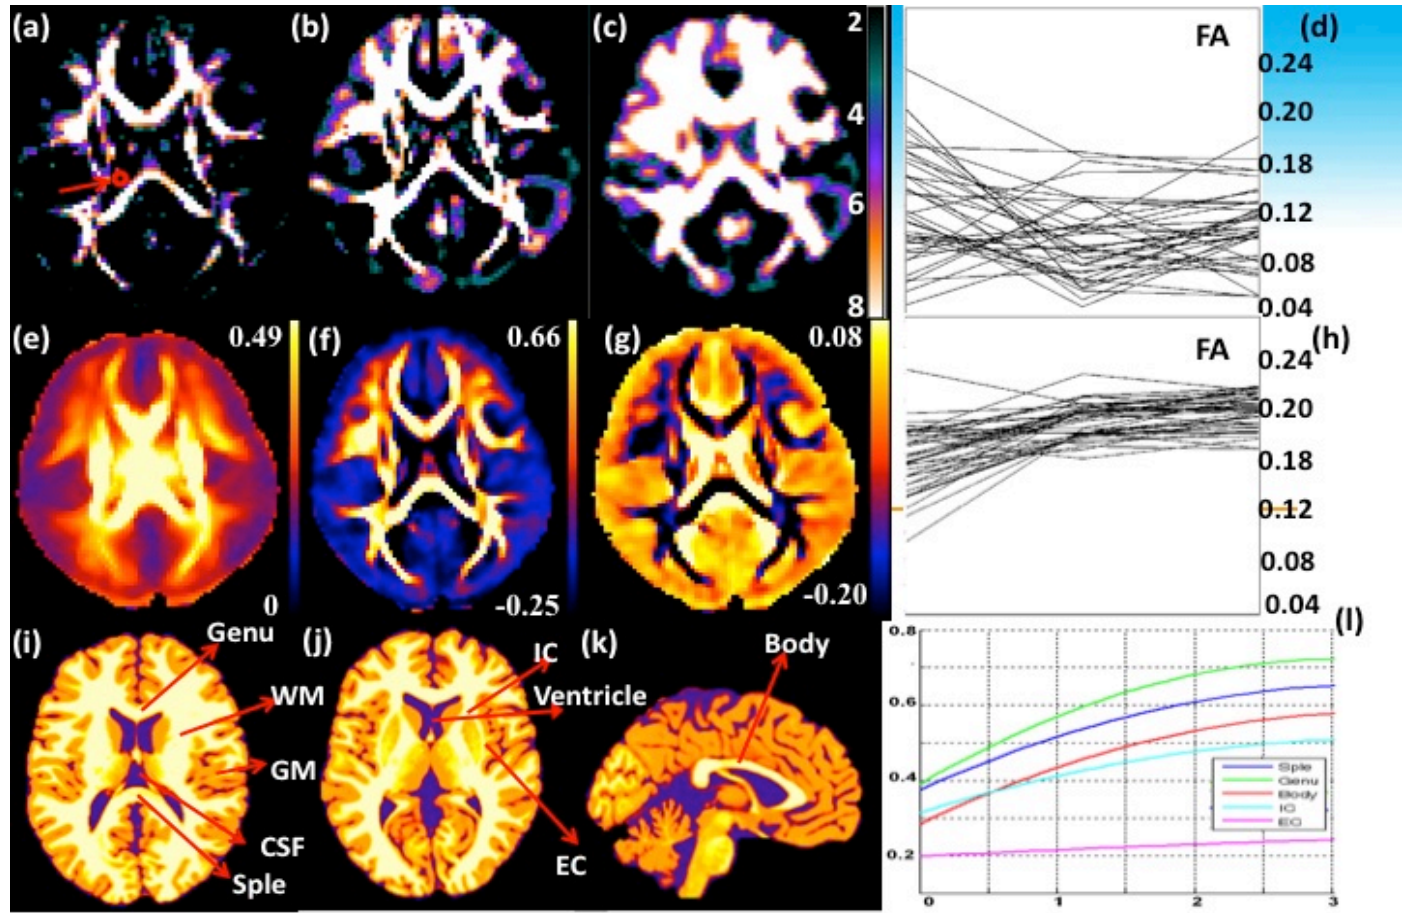 (a)
(b)
(c)
2
4
6
8
FA
(d)
0.24
0.20
0.18
0.12
0.08
0.04
(e)
0.49
0
(f)
0.66
-0.25
(g)
0.08
-0.20
FA
(h)
0.24
0.20
0.18
0.12
0.08
0.04
(i)
Genu
WM
GM
CSF
Sple
(j)
IC
Ventricle
EC
(k)
Body
(l)
0.8
0.6
0.4
0.2
Sple
Genu
Body
IC
EC
0 1 2 3